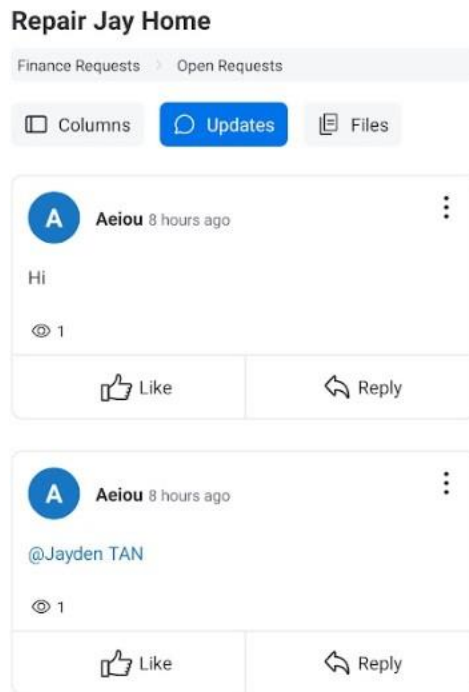 Repair Jay Home
Finance Requests Open Requests
Columns Updates Files
A Aeiou 8 hours ago
Hi
1
Like Reply
A Aeiou 8 hours ago
@Jayden TAN
1
Like Reply